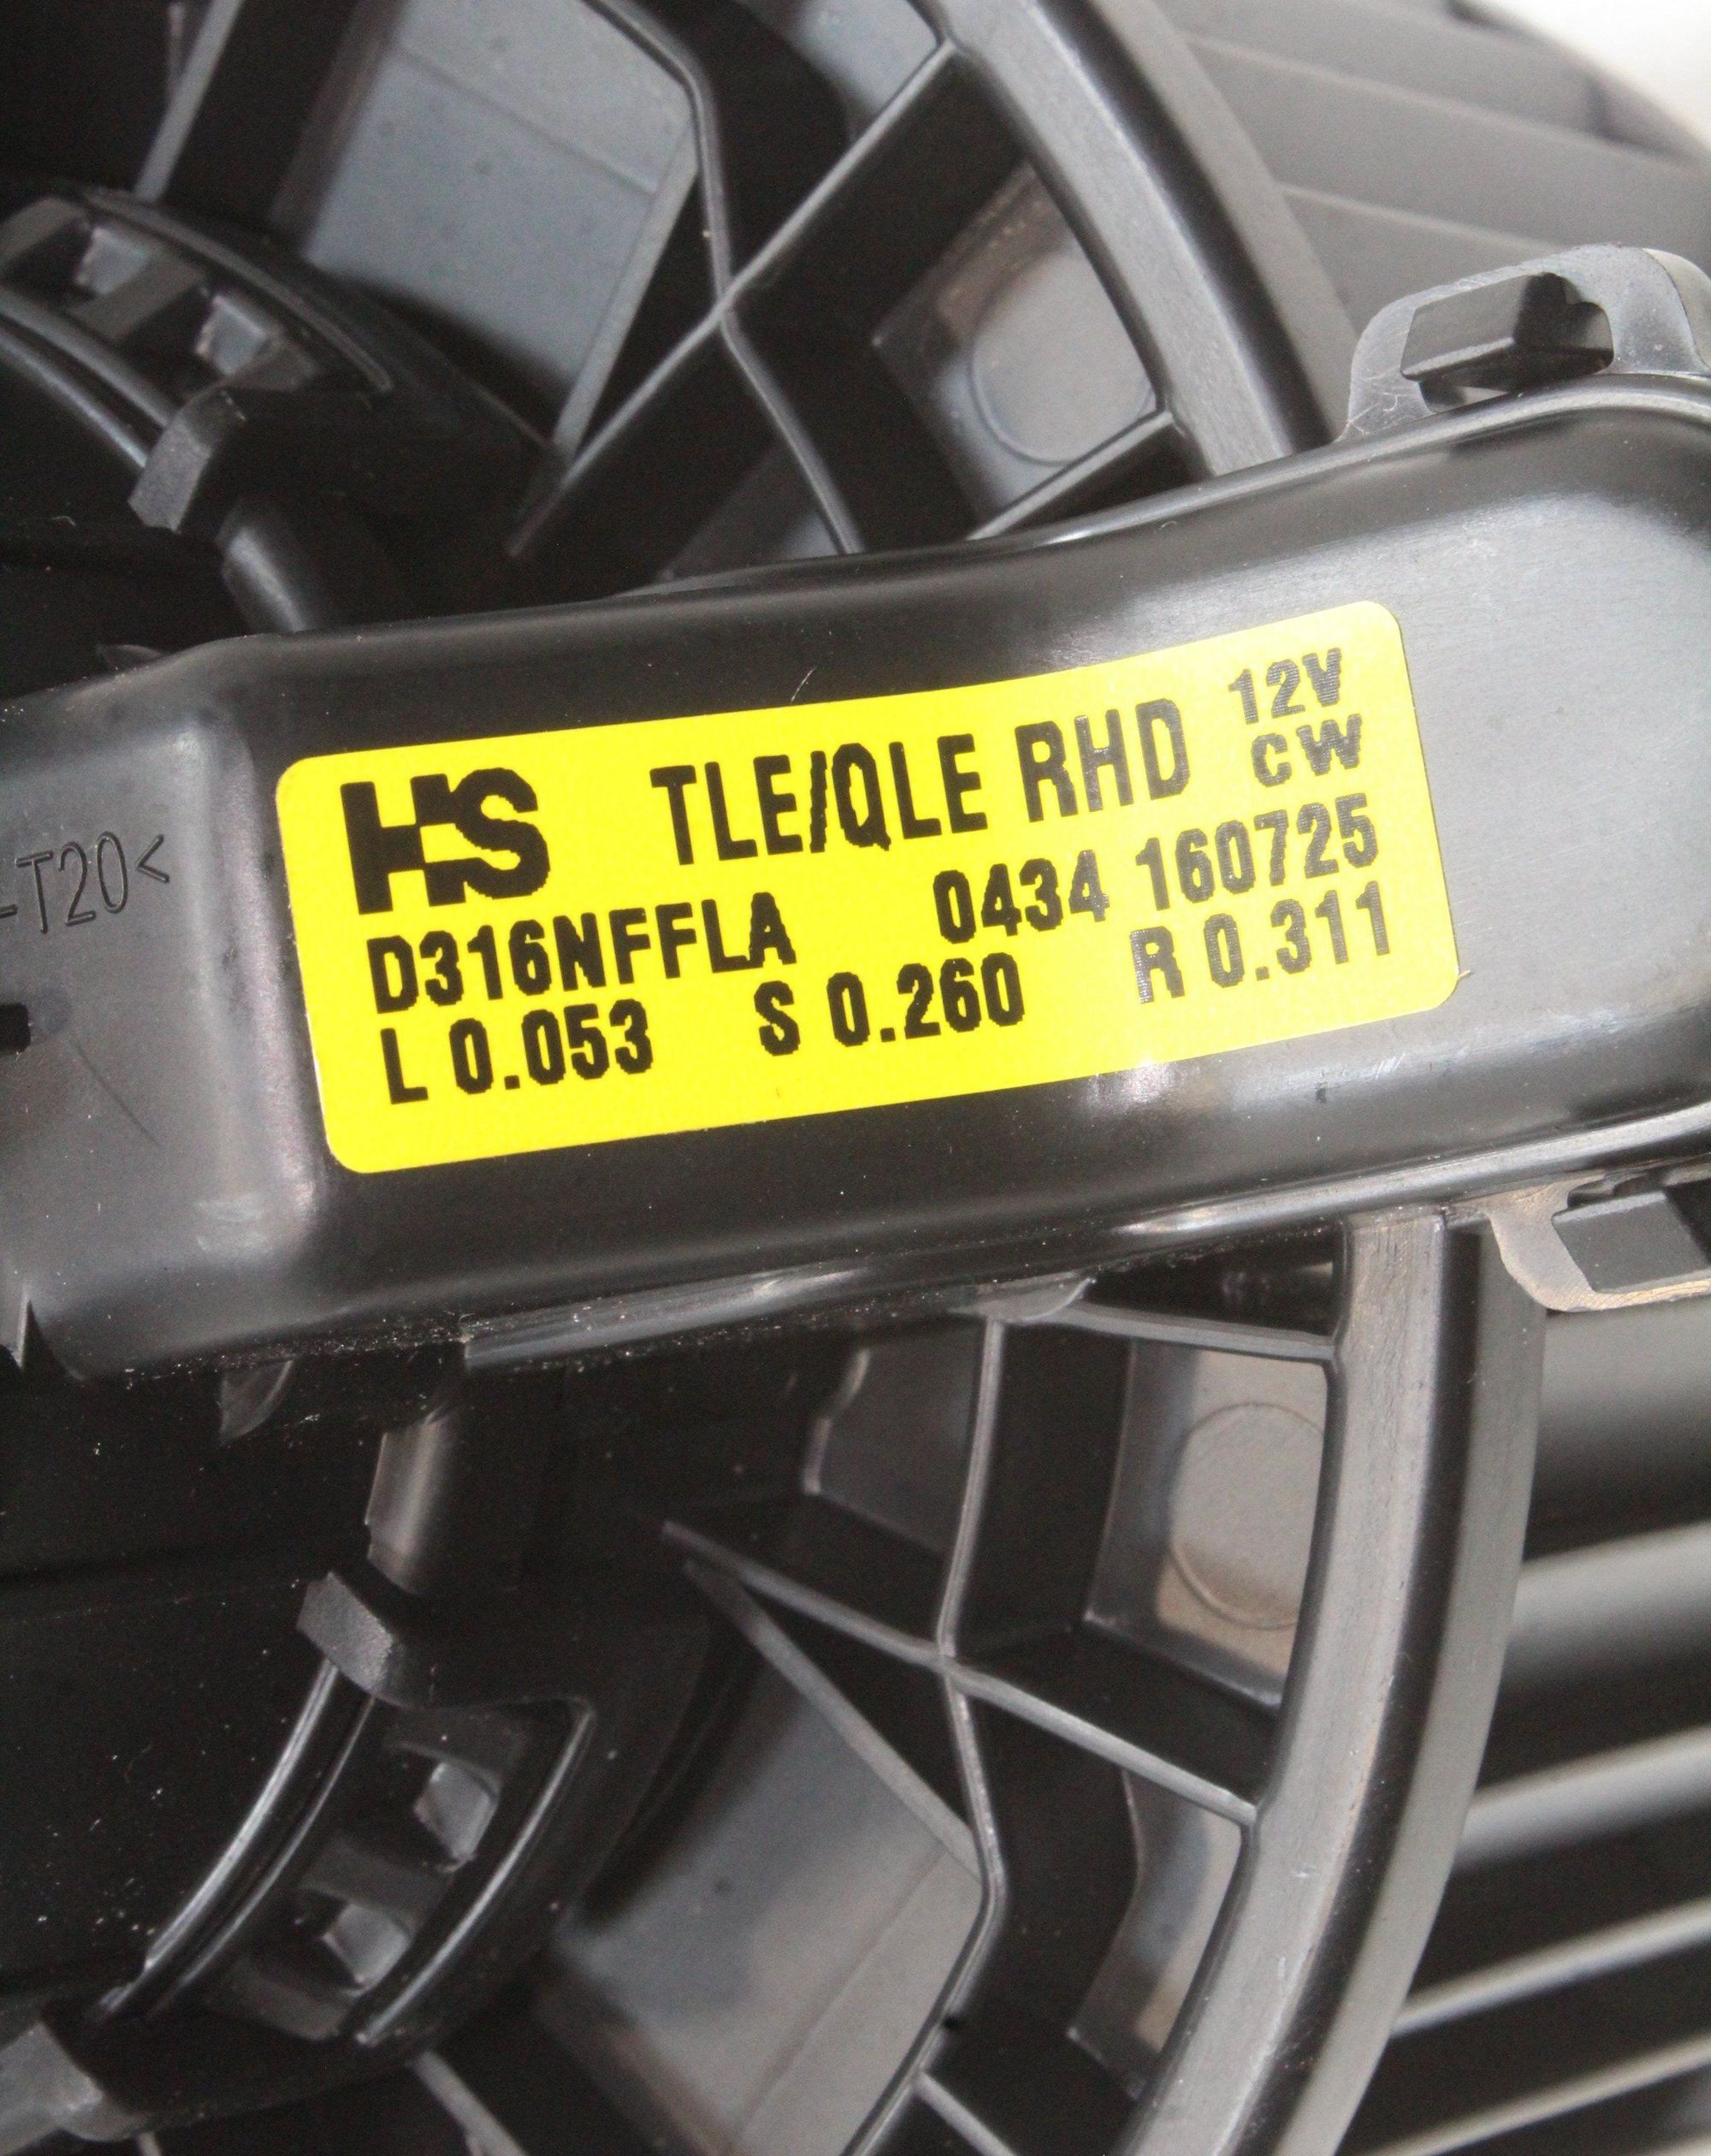 HS TLE/QLE RHD 12V
CW
D316NFFLA 0434 160725
L 0.053 S 0.260 R 0.311
-T20<